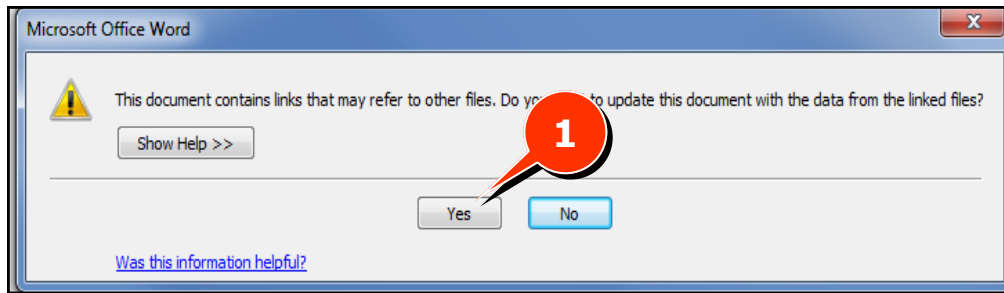 Microsoft Office Word
This document contains links that may refer to other files. Do you to update this document with the data from the linked files?
Show Help >>
1
Yes No
Was this information helpful?